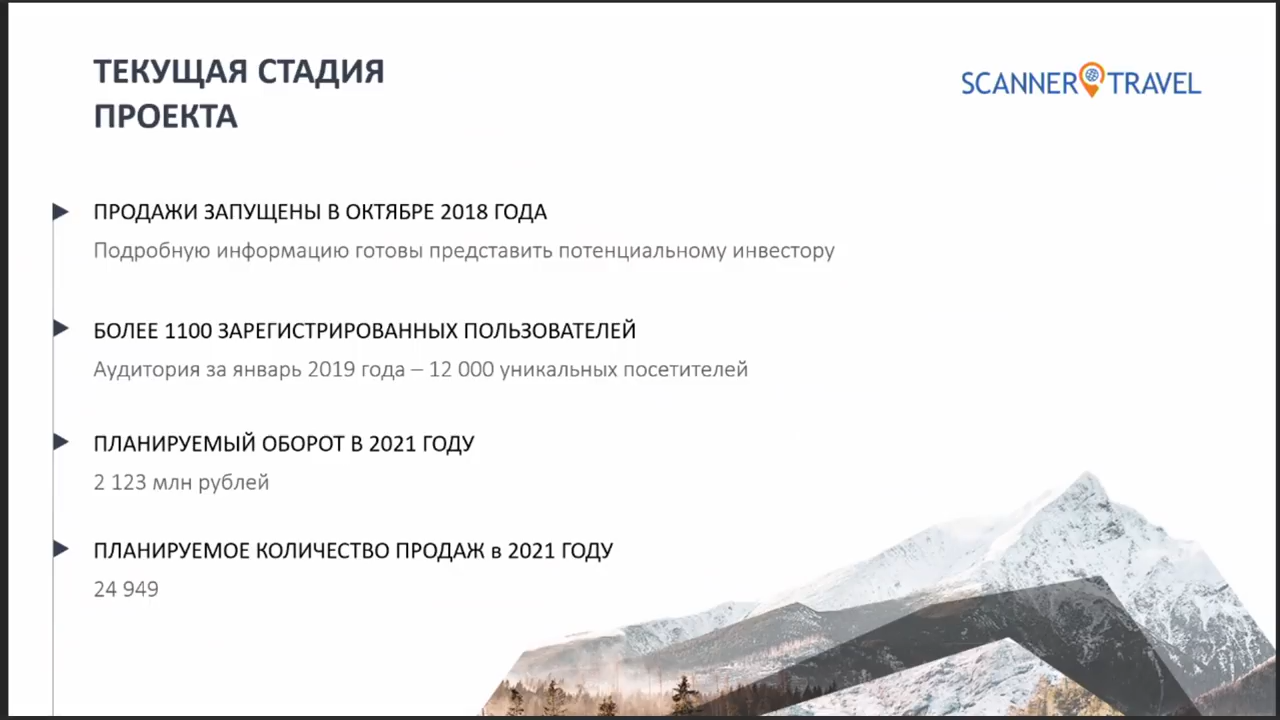 ТЕКУЩАЯ СТАДИЯ
ПРОЕКТА
SCANNER TRAVEL
ПРОДАЖИ ЗАПУЩЕНЫ В ОКТЯБРЕ 2018 ГОДА
Подробную информацию готовы представить потенциальному инвестору
БОЛЕЕ 1100 ЗАРЕГИСТРИРОВАННЫХ ПОЛЬЗОВАТЕЛЕЙ
Аудитория за январь 2019 года – 12 000 уникальных посетителей
ПЛАНИРУЕМЫЙ ОБОРОТ В 2021 ГОДУ
2 123 млн рублей
ПЛАНИРУЕМОЕ КОЛИЧЕСТВО ПРОДАЖ в 2021 ГОДУ
24 949